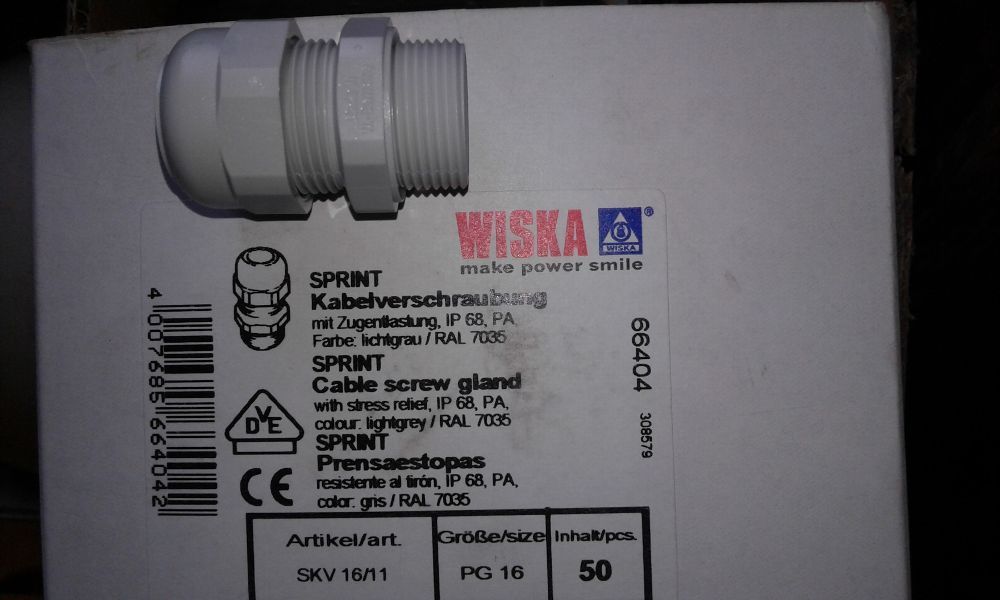 WISKA
WISKA
®
make power smile
SPRINT
Kabelverschraubung
mit Zugentlastung, IP 68, PA
Farbe: lichtgrau / RAL 7035
SPRINT
Cable screw gland
with stress relief, IP 68, PA,
colour: lightgrey / RAL 7035
SPRINT
Prensaestopas
resistente al tirón, IP 68, PA,
color: gris / RAL 7035
4 007685 664042
VDE
CE
66404
308579
Artikel/art. Größe/size Inhalt/pcs.
SKV 16/11 PG 16 50